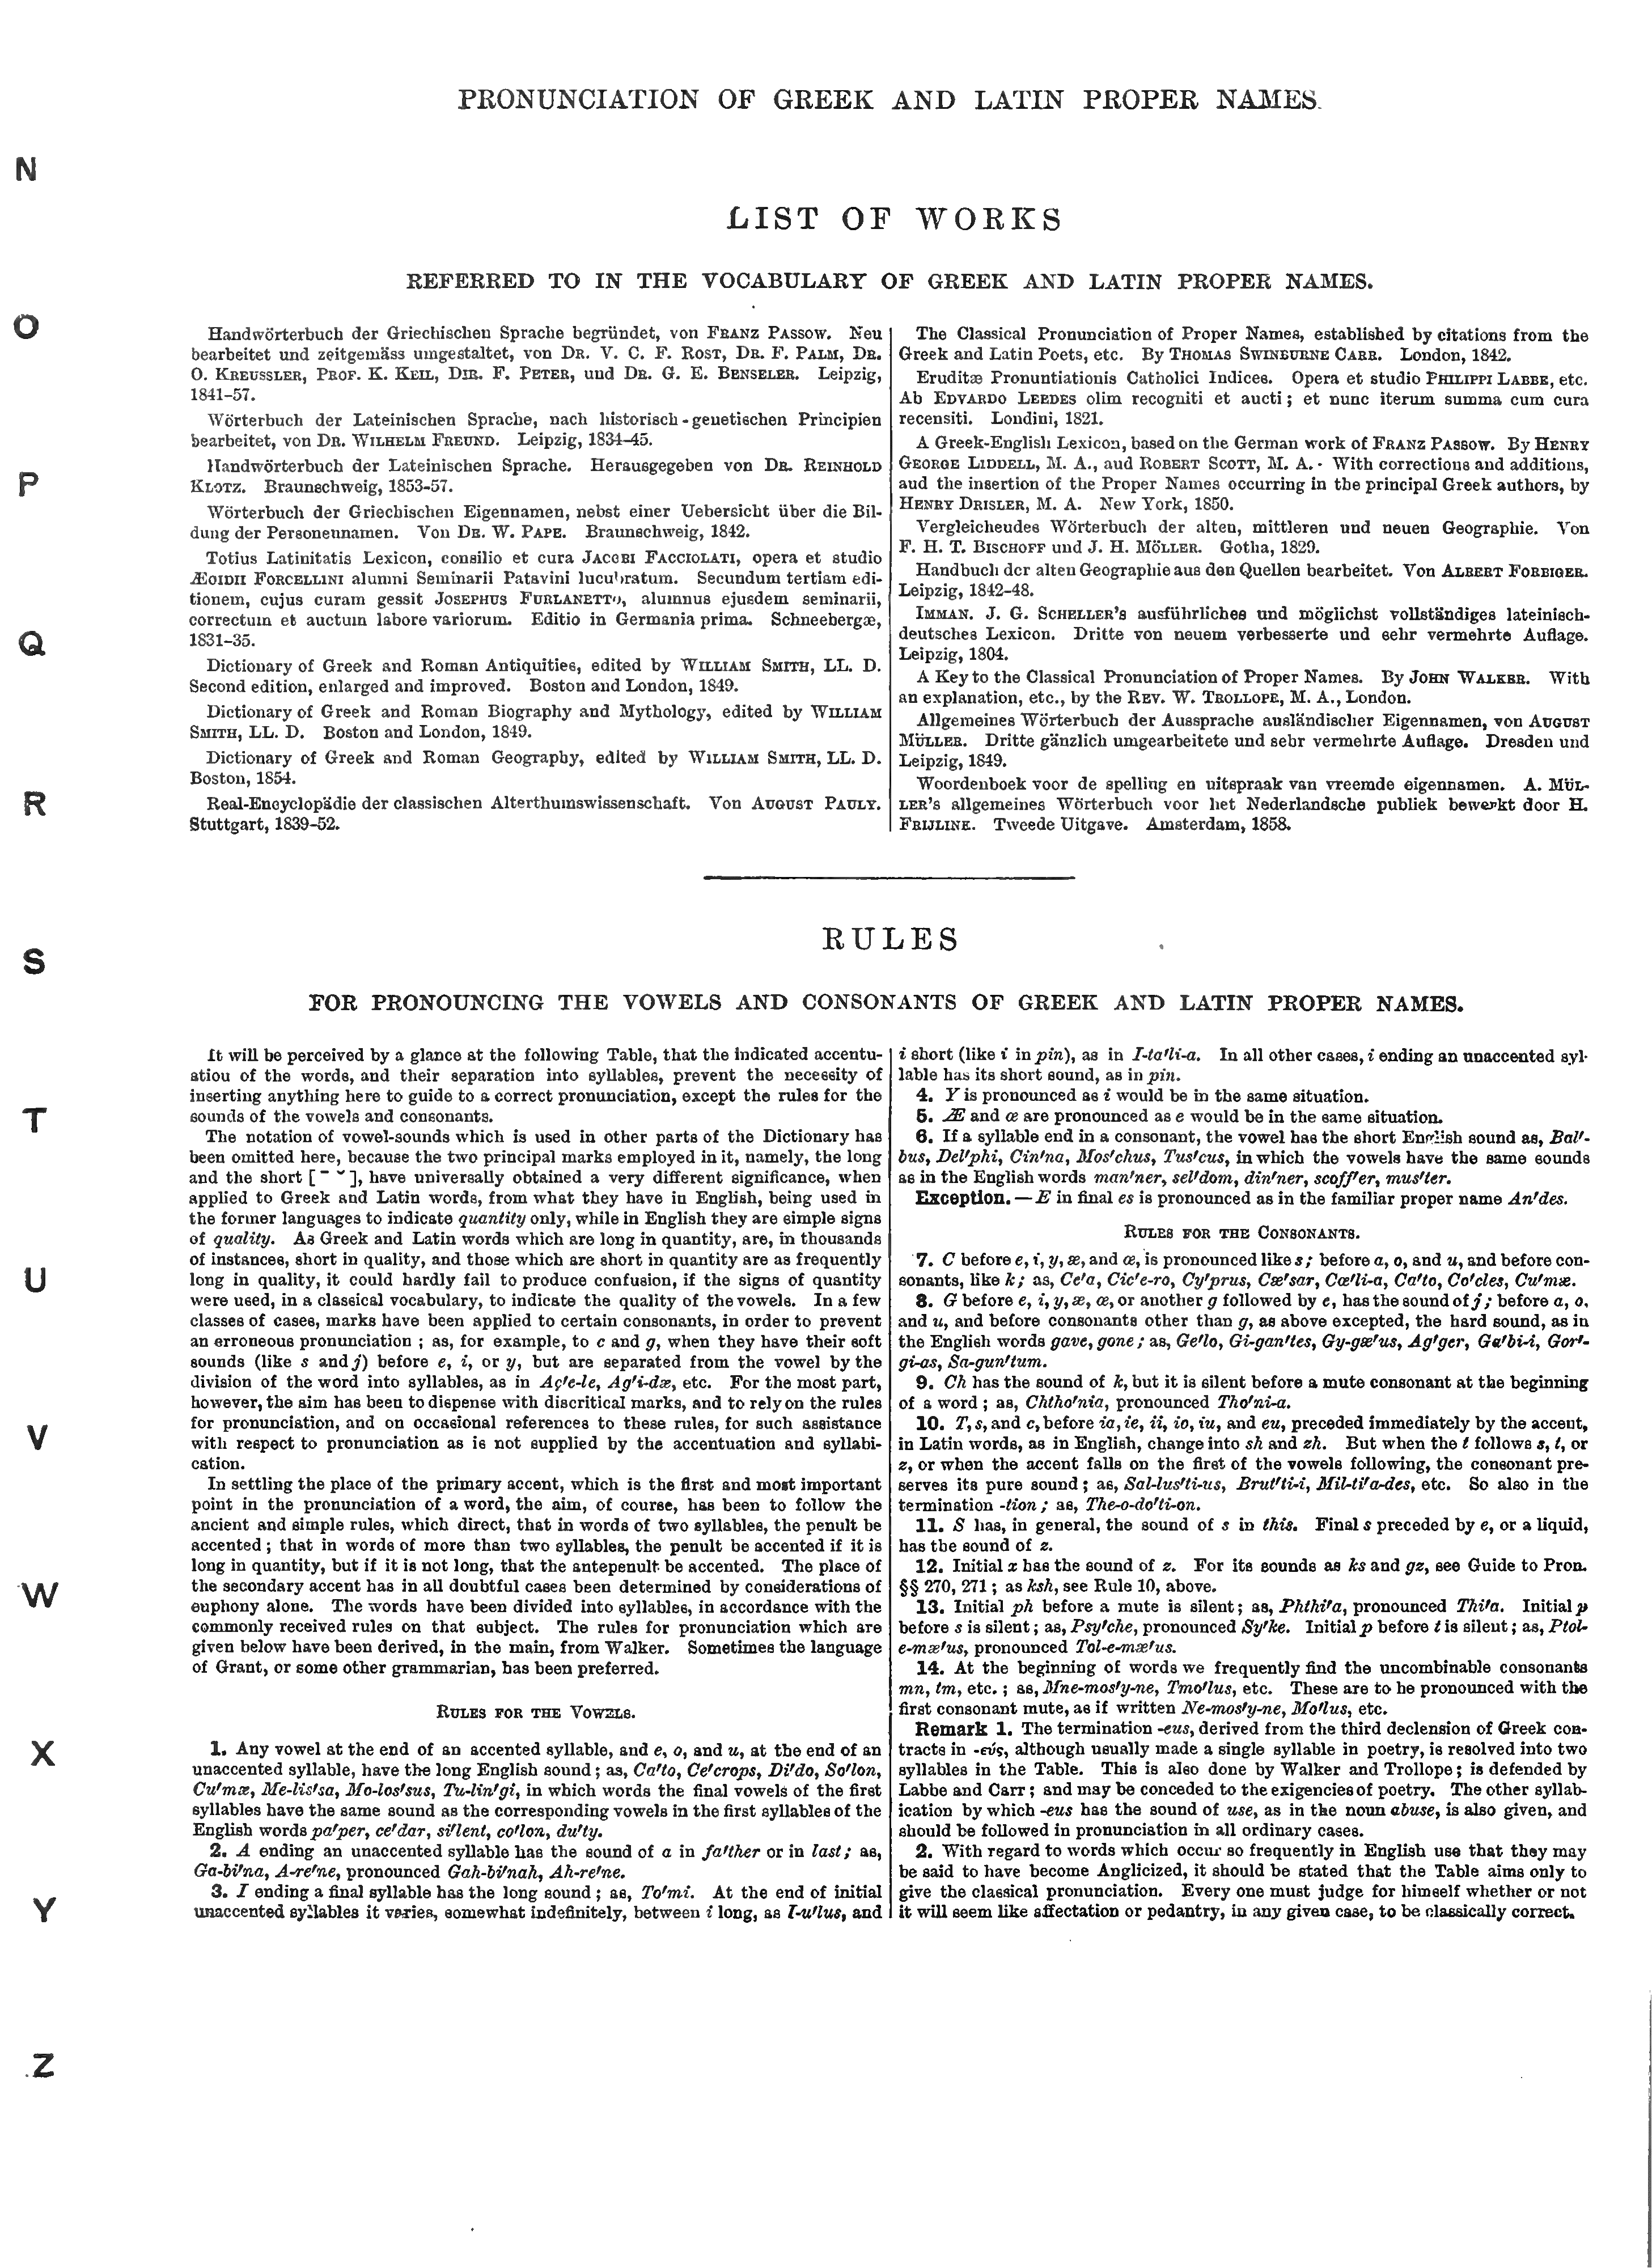 PRONUNCIATION OF GREEK AND LATIN PROPER NAMES.
LIST OF WORKS
REFERRED TO IN THE VOCABULARY OF GREEK AND LATIN PROPER NAMES.
Handwörterbuch der Griechischen Sprache begründet, von FRANZ PASSOW. Neu
bearbeitet und zeitgemäss umgestaltet, von DR. V. C. F. ROST, DR. F. PALM, DR.
O. KREUSSLER, PROF. K. KEIL, DIR. F. PETER, und DR. G. E. BENSELER. Leipzig,
1841-57.
Wörterbuch der Lateinischen Sprache, nach historisch-genetischen Principien
bearbeitet, von DR. WILHELM FREUND. Leipzig, 1834-45.
Handwörterbuch der Lateinischen Sprache. Herausgegeben von DR. REINHOLD
KLOTZ. Braunschweig, 1853-57.
Wörterbuch der Griechischen Eigennamen, nebst einer Uebersicht über die Bil-
dung der Personennamen. Von DR. W. PAPE. Braunschweig, 1842.
Totius Latinitatis Lexicon, consilio et cura JACOBI FACCIOLATI, opera et studio
ÆGIDII FORCELLINI alumni Seminarii Patavini lucubratum. Secundum tertiam edi-
tionem, cujus curam gessit JOSEPHUS FURLANETTO, alumnus ejusdem seminarii,
correctum et auctum labore variorum. Editio in Germania prima. Schneebergæ,
1831-35.
Dictionary of Greek and Roman Antiquities, edited by WILLIAM SMITH, LL. D.
Second edition, enlarged and improved. Boston and London, 1849.
Dictionary of Greek and Roman Biography and Mythology, edited by WILLIAM
SMITH, LL. D. Boston and London, 1849.
Dictionary of Greek and Roman Geography, edited by WILLIAM SMITH, LL. D.
Boston, 1854.
Real-Encyclopädie der classischen Alterthumswissenschaft. Von AUGUST PAULY.
Stuttgart, 1839-52.
The Classical Pronunciation of Proper Names, established by citations from the
Greek and Latin Poets, etc. By THOMAS SWINBURNE CARR. London, 1842.
Eruditæ Pronuntiationis Catholici Indices. Opera et studio PHILIPPI LABBE, etc.
Ab EDVARDO LEEDES olim recogniti et aucti; et nunc iterum summa cum cura
recensiti. Londini, 1821.
A Greek-English Lexicon, based on the German work of FRANZ PASSOW. By HENRY
GEORGE LIDDELL, M. A., and ROBERT SCOTT, M. A. With corrections and additions,
and the insertion of the Proper Names occurring in the principal Greek authors, by
HENRY DRISLER, M. A. New York, 1850.
Vergleichendes Wörterbuch der alten, mittleren und neuen Geographie. Von
F. H. T. BISCHOFF und J. H. MÖLLER. Gotha, 1829.
Handbuch der alten Geographie aus den Quellen bearbeitet. Von ALBERT FORBIGER.
Leipzig, 1842-48.
IMMAN. J. G. SCHELLER's ausführliches und möglichst vollständiges lateinisch-
deutsches Lexicon. Dritte von neuem verbesserte und sehr vermehrte Auflage.
Leipzig, 1804.
A Key to the Classical Pronunciation of Proper Names. By JOHN WALKER. With
an explanation, etc., by the REV. W. TROLLOPE, M. A., London.
Allgemeines Wörterbuch der Aussprache ausländischer Eigennamen, von AUGUST
MÜLLER. Dritte gänzlich umgearbeitete und sehr vermehrte Auflage. Dresden und
Leipzig, 1849.
Woordenboek voor de spelling en uitspraak van vreemde eigennamen. A. MÜL-
LER's allgemeines Wörterbuch voor het Nederlandsche publiek bewerkt door H.
FRIJLINK. Tweede Uitgave. Amsterdam, 1858.
RULES
FOR PRONOUNCING THE VOWELS AND CONSONANTS OF GREEK AND LATIN PROPER NAMES.
It will be perceived by a glance at the following Table, that the indicated accentu-
ation of the words, and their separation into syllables, prevent the necessity of
inserting anything here to guide to a correct pronunciation, except the rules for the
sounds of the vowels and consonants.
The notation of vowel-sounds which is used in other parts of the Dictionary has
been omitted here, because the two principal marks employed in it, namely, the long
and the short [ ¯ ˘ ], have universally obtained a very different significance, when
applied to Greek and Latin words, from what they have in English, being used in
the former languages to indicate quantity only, while in English they are simple signs
of quality. As Greek and Latin words which are long in quantity, are, in thousands
of instances, short in quality, and those which are short in quantity are as frequently
long in quality, it could hardly fail to produce confusion, if the signs of quantity
were used, in a classical vocabulary, to indicate the quality of the vowels. In a few
classes of cases, marks have been applied to certain consonants, in order to prevent
an erroneous pronunciation; as, for example, to c and g, when they have their soft
sounds (like s and j) before e, i, or y, but are separated from the vowel by the
division of the word into syllables, as in Aç′e-le, Ag′i-dæ, etc. For the most part,
however, the aim has been to dispense with diacritical marks, and to rely on the rules
for pronunciation, and on occasional references to these rules, for such assistance
with respect to pronunciation as is not supplied by the accentuation and syllabi-
cation.
In settling the place of the primary accent, which is the first and most important
point in the pronunciation of a word, the aim, of course, has been to follow the
ancient and simple rules, which direct, that in words of two syllables, the penult be
accented; that in words of more than two syllables, the penult be accented if it is
long in quantity, but if it is not long, that the antepenult be accented. The place of
the secondary accent has in all doubtful cases been determined by considerations of
euphony alone. The words have been divided into syllables, in accordance with the
commonly received rules on that subject. The rules for pronunciation which are
given below have been derived, in the main, from Walker. Sometimes the language
of Grant, or some other grammarian, has been preferred.
RULES FOR THE VOWELS.
1. Any vowel at the end of an accented syllable, and e, o, and u, at the end of an
unaccented syllable, have the long English sound; as, Ca′to, Ce′crops, Di′do, So′lon,
Cu′mæ, Me-lis′sa, Mo-los′sus, Tu-lin′gi, in which words the final vowels of the first
syllables have the same sound as the corresponding vowels in the first syllables of the
English words pa′per, ce′dar, si′lent, co′lon, du′ty.
2. A ending an unaccented syllable has the sound of a in fa′ther or in last; as,
Ga-bi′na, A-re′ne, pronounced Gah-bi′nah, Ah-re′ne.
3. I ending a final syllable has the long sound; as, To′mi. At the end of initial
unaccented syllables it varies, somewhat indefinitely, between i long, as I-u′lus, and
i short (like i in pin), as in I-ta′li-a. In all other cases, i ending an unaccented syl-
lable has its short sound, as in pin.
4. Y is pronounced as i would be in the same situation.
5. Æ and œ are pronounced as e would be in the same situation.
6. If a syllable end in a consonant, the vowel has the short English sound as, Bal′-
bus, Del′phi, Cin′na, Mos′chus, Tus′cus, in which the vowels have the same sounds
as in the English words man′ner, sel′dom, din′ner, scoff′er, mus′ter.
Exception.—E in final es is pronounced as in the familiar proper name An′des.
RULES FOR THE CONSONANTS.
7. C before e, i, y, æ, and œ, is pronounced like s; before a, o, and u, and before con-
sonants, like k; as, Ce′a, Cic′e-ro, Cy′prus, Cæ′sar, Cœ′li-a, Ca′to, Co′cles, Cu′mæ.
8. G before e, i, y, æ, œ, or another g followed by e, has the sound of j; before a, o,
and u, and before consonants other than g, as above excepted, the hard sound, as in
the English words gave, gone; as, Ge′lo, Gi-gan′tes, Gy-gæ′us, Ag′ger, Ga′bi-i, Gor′-
gi-as, Sa-gun′tum.
9. Ch has the sound of k, but it is silent before a mute consonant at the beginning
of a word; as, Chtho′nia, pronounced Tho′ni-a.
10. T, s, and c, before ia, ie, ii, io, iu, and eu, preceded immediately by the accent,
in Latin words, as in English, change into sh and zh. But when the t follows s, t, or
z, or when the accent falls on the first of the vowels following, the consonant pre-
serves its pure sound; as, Sal-lus′ti-us, Brut′ti-i, Mil-ti′a-des, etc. So also in the
termination -tion; as, The-o-do′ti-on.
11. S has, in general, the sound of s in this. Final s preceded by e, or a liquid,
has the sound of z.
12. Initial x has the sound of z. For its sounds as ks and gz, see Guide to Pron.
§§ 270, 271; as ksh, see Rule 10, above.
13. Initial ph before a mute is silent; as, Phthi′a, pronounced Thi′a. Initial p
before s is silent; as, Psy′che, pronounced Sy′ke. Initial p before t is silent; as, Ptol-
e-mæ′us, pronounced Tol-e-mæ′us.
14. At the beginning of words we frequently find the uncombinable consonants
mn, tm, etc.; as, Mne-mos′y-ne, Tmo′lus, etc. These are to be pronounced with the
first consonant mute, as if written Ne-mos′y-ne, Mo′lus, etc.
Remark 1. The termination -eus, derived from the third declension of Greek con-
tracts in -εύς, although usually made a single syllable in poetry, is resolved into two
syllables in the Table. This is also done by Walker and Trollope; is defended by
Labbe and Carr; and may be conceded to the exigencies of poetry. The other syllab-
ication by which -eus has the sound of use, as in the noun abuse, is also given, and
should be followed in pronunciation in all ordinary cases.
2. With regard to words which occur so frequently in English use that they may
be said to have become Anglicized, it should be stated that the Table aims only to
give the classical pronunciation. Every one must judge for himself whether or not
it will seem like affectation or pedantry, in any given case, to be classically correct.
N
O
P
Q
R
S
T
U
V
W
X
Y
Z